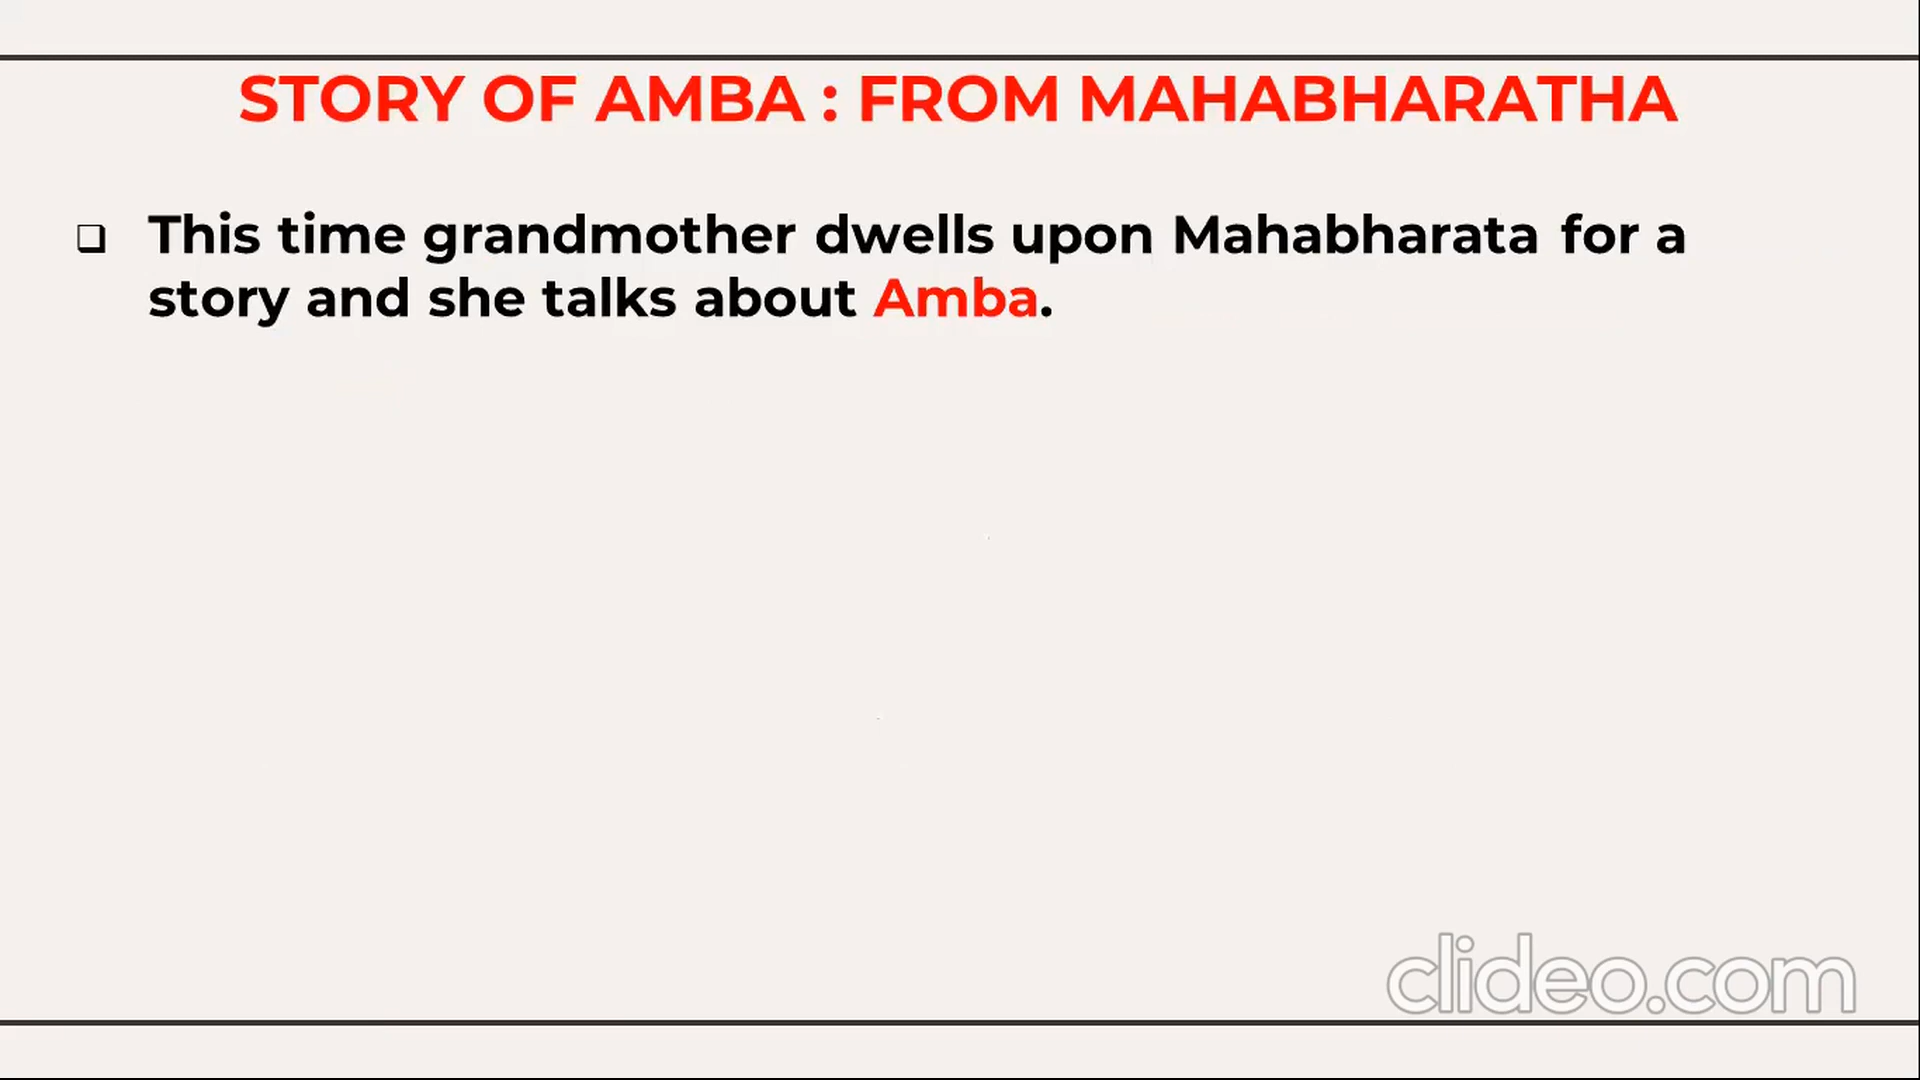 STORY OF AMBA : FROM MAHABHARATHA
❑ This time grandmother dwells upon Mahabharata for a
story and she talks about Amba.
clideo.com